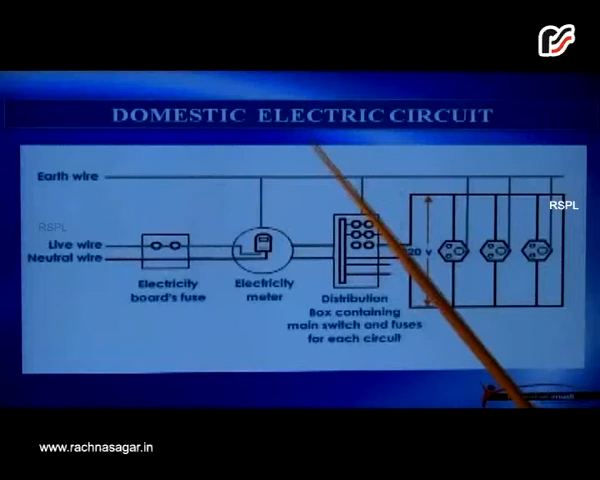 DOMESTIC ELECTRIC CIRCUIT
Earth wire
RSPL
RSPL
Live wire
Neutral wire
20 v
Electricity
board's fuse
Electricity
meter
Distribution
Box containing
main switch and fuses
for each circuit
www.rachnasagar.in